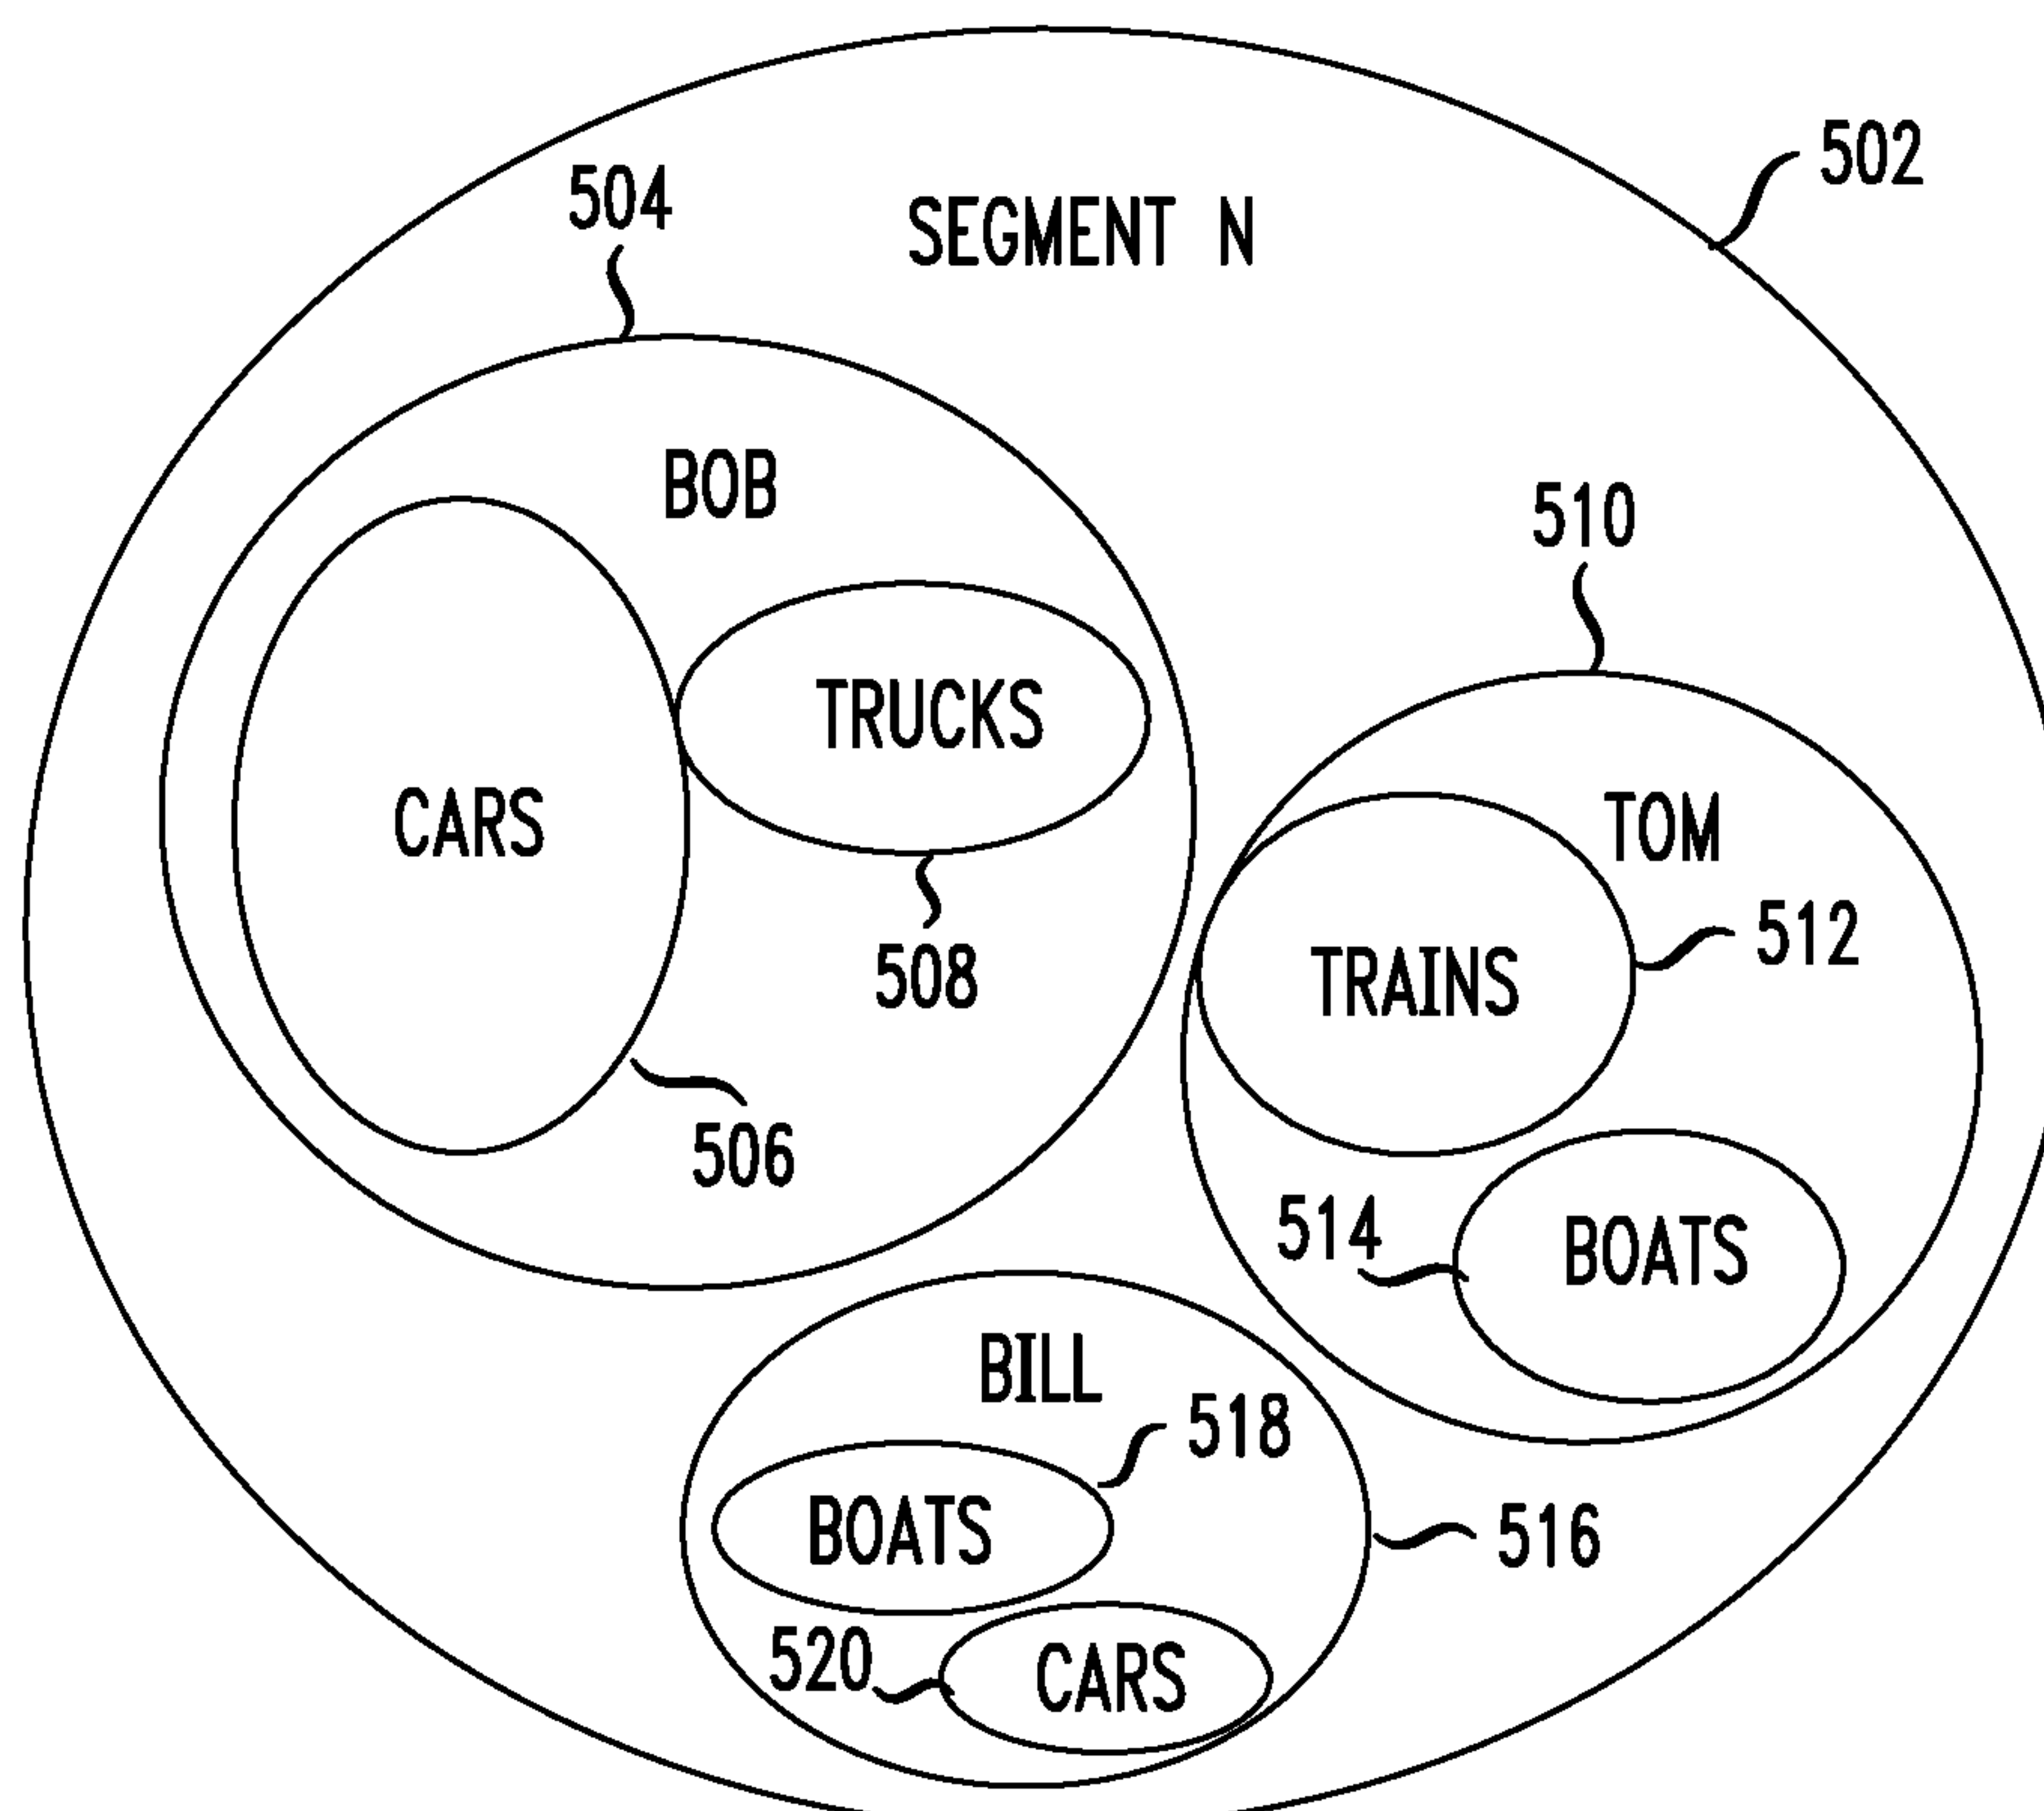 502
504
SEGMENT N
BOB
510
TRUCKS
CARS
TOM
512
TRAINS
508
506
514
BOATS
BILL
518
BOATS
516
520
CARS